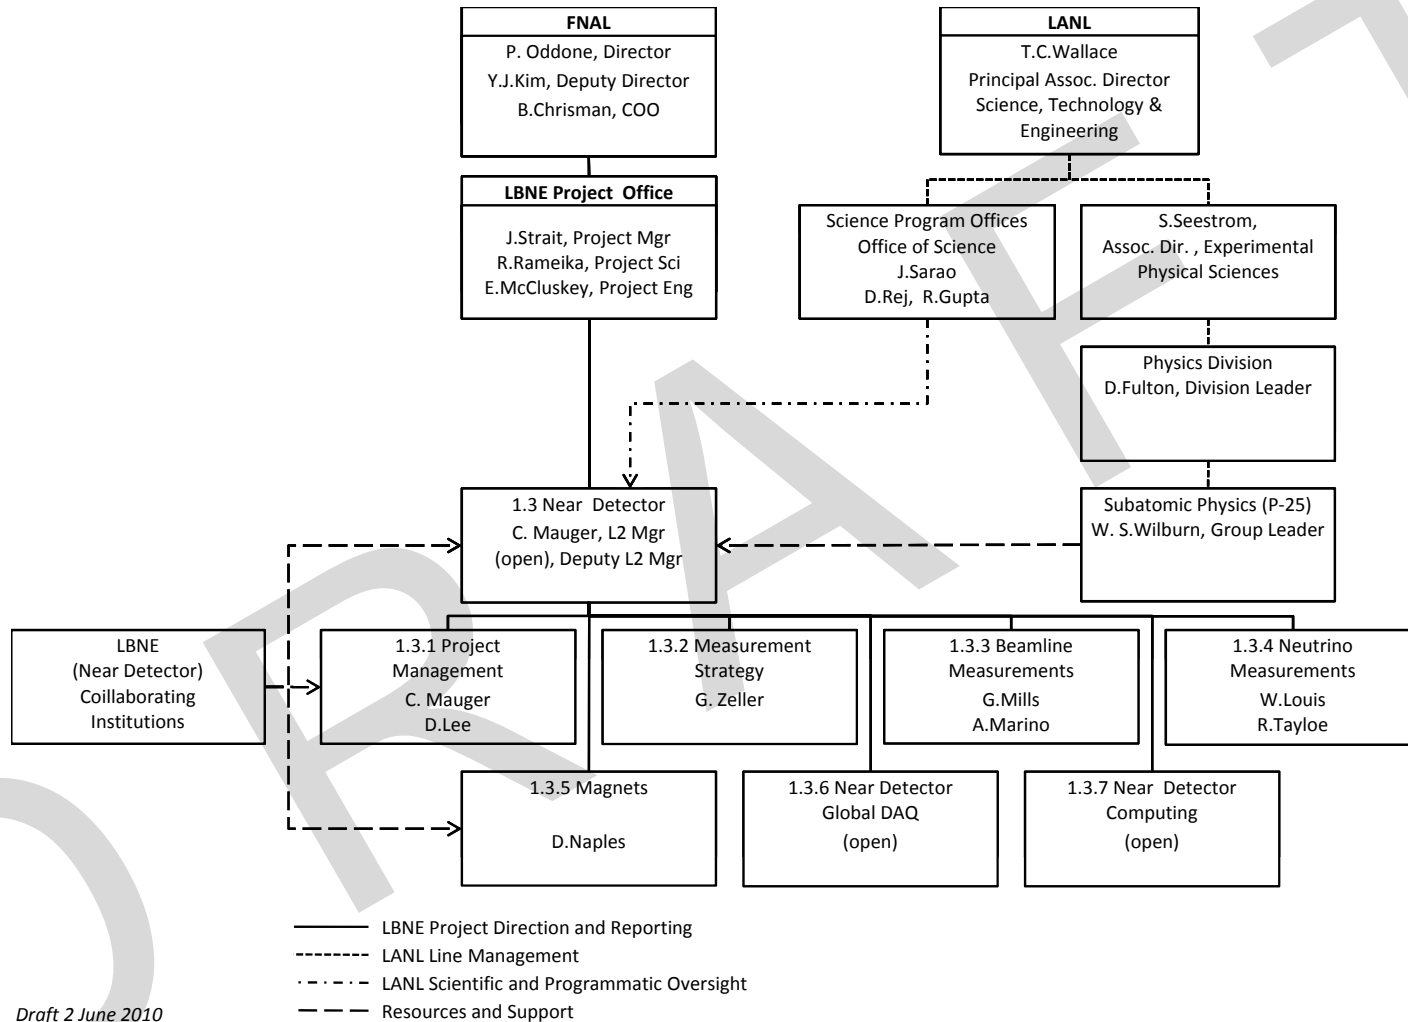 FNAL
P. Oddone, Director
Y.J.Kim, Deputy Director
B.Chrisman, COO
LANL
T.C.Wallace
Principal Assoc. Director
Science, Technology &
Engineering
LBNE Project Office
J.Strait, Project Mgr
R.Rameika, Project Sci
E.McCluskey, Project Eng
Science Program Offices
Office of Science
J.Sarao
D.Rej, R.Gupta
S.Seestrom,
Assoc. Dir. , Experimental
Physical Sciences
Physics Division
D.Fulton, Division Leader
1.3 Near Detector
C. Mauger, L2 Mgr
(open), Deputy L2 Mgr
Subatomic Physics (P-25)
W. S.Wilburn, Group Leader
LBNE
(Near Detector)
Coillaborating
Institutions
1.3.1 Project
Management
C. Mauger
D.Lee
1.3.2 Measurement
Strategy
G. Zeller
1.3.3 Beamline
Measurements
G.Mills
A.Marino
1.3.4 Neutrino
Measurements
W.Louis
R.Tayloe
1.3.5 Magnets
D.Naples
1.3.6 Near Detector
Global DAQ
(open)
1.3.7 Near Detector
Computing
(open)
LBNE Project Direction and Reporting
LANL Line Management
LANL Scientific and Programmatic Oversight
Resources and Support
Draft 2 June 2010
DRAFT